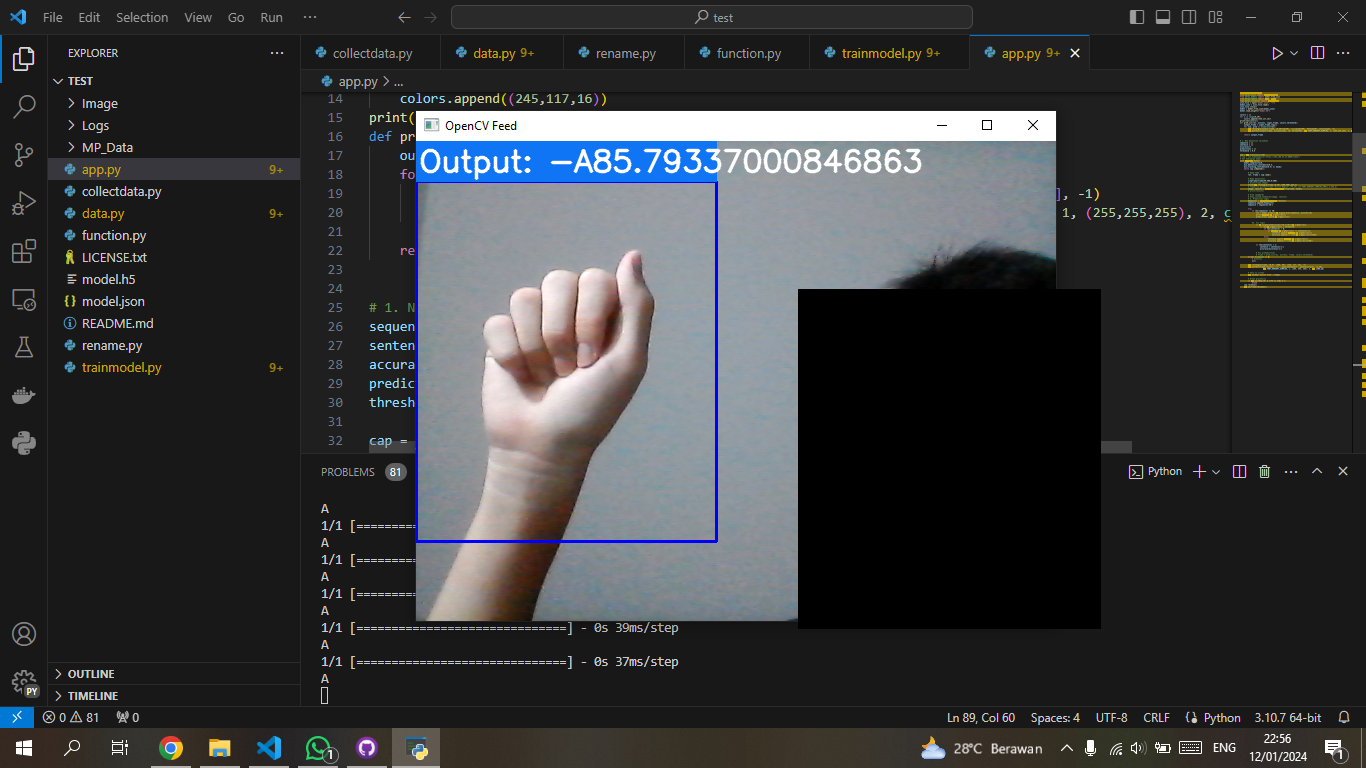 File Edit Selection View Go Run ···
test
EXPLORER ···
TEST
Image
Logs
MP_Data
app.py 9+
collectdata.py
data.py 9+
function.py
LICENSE.txt
model.h5
model.json
README.md
rename.py
trainmodel.py 9+
OUTLINE
TIMELINE
collectdata.py data.py 9+ rename.py function.py trainmodel.py 9+ app.py 9+
app.py > ...
14 colors.append((245,117,16))
15 print(
16 def pr
17 ou
18 fo
19 ], -1)
20 1, (255,255,255), 2, c
21
22 re
23
24
25 # 1. N
26 sequen
27 senten
28 accura
29 predic
30 thresh
31
32 cap =
OpenCV Feed
Output: -A85.79337000846863
PROBLEMS 81
Python
A
1/1 [=====================
A
1/1 [=====================
A
1/1 [=====================
A
1/1 [==============================] - 0s 39ms/step
A
1/1 [==============================] - 0s 37ms/step
A
PY
0 81 0
Ln 89, Col 60 Spaces: 4 UTF-8 CRLF Python 3.10.7 64-bit
1
28°C Berawan
ENG
22:56
12/01/2024
1